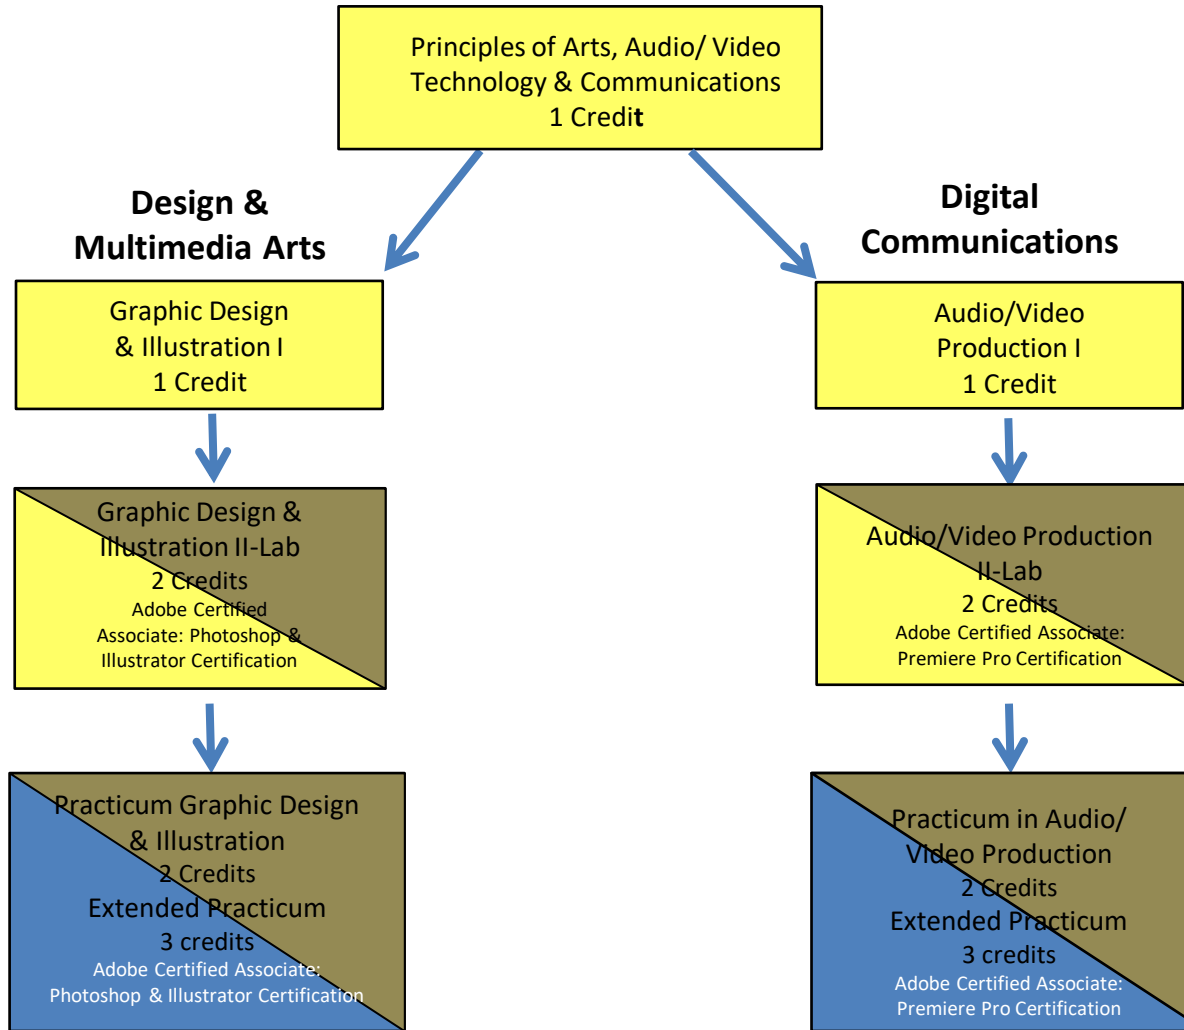 Principles of Arts, Audio/ Video
Technology & Communications
1 Credit
Design &
Multimedia Arts
Graphic Design
& Illustration I
1 Credit
Graphic Design &
Illustration II-Lab
2 Credits
Adobe Certified
Associate: Photoshop &
Illustrator Certification
Practicum Graphic Design
& Illustration
2 Credits
Extended Practicum
3 credits
Adobe Certified Associate:
Photoshop & Illustrator Certification
Digital
Communications
Audio/Video
Production I
1 Credit
Audio/Video Production
II-Lab
2 Credits
Adobe Certified Associate:
Premiere Pro Certification
Practicum in Audio/
Video Production
2 Credits
Extended Practicum
3 credits
Adobe Certified Associate:
Premiere Pro Certification